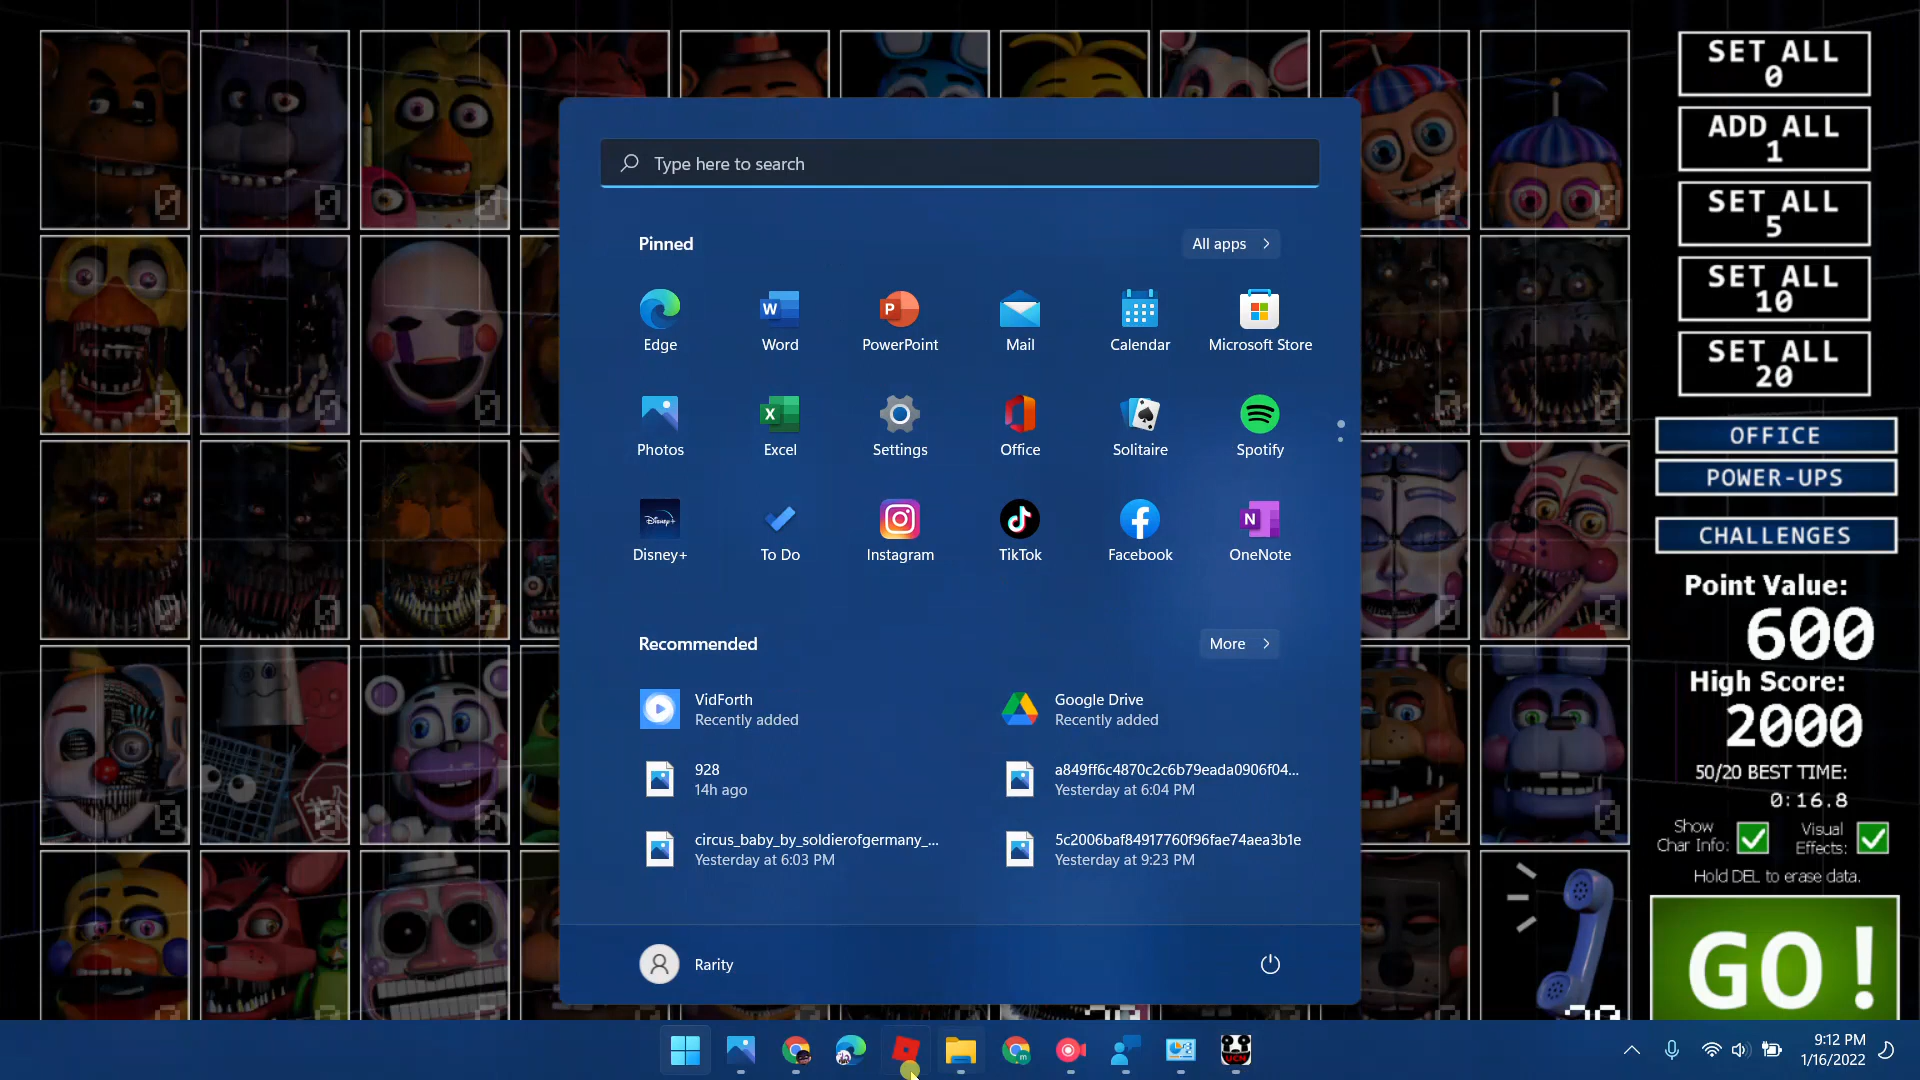 Type here to search
Pinned
All apps
Edge
Word
PowerPoint
Mail
Calendar
Microsoft Store
Photos
Excel
Settings
Office
Solitaire
Spotify
Disney+
To Do
Instagram
TikTok
Facebook
OneNote
Recommended
More
VidForth
Recently added
Google Drive
Recently added
928
14h ago
a849ff6c4870c2c6b79eada0906f04...
Yesterday at 6:04 PM
circus_baby_by_soldierofgermany_...
Yesterday at 6:03 PM
5c2006baf84917760f96fae74aea3b1e
Yesterday at 9:23 PM
Rarity
SET ALL
0
ADD ALL
1
SET ALL
5
SET ALL
10
SET ALL
20
OFFICE
POWER-UPS
CHALLENGES
Point Value:
600
High Score:
2000
50/20 BEST TIME:
0:16.8
Show
Char Info:
Visual
Effects:
Hold DEL to erase data.
GO!
UCN
9:12 PM
1/16/2022